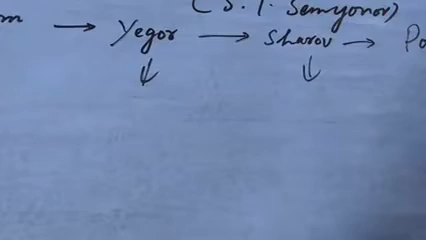 (S. T. Semyonov)
→ Yegor → Sharov →